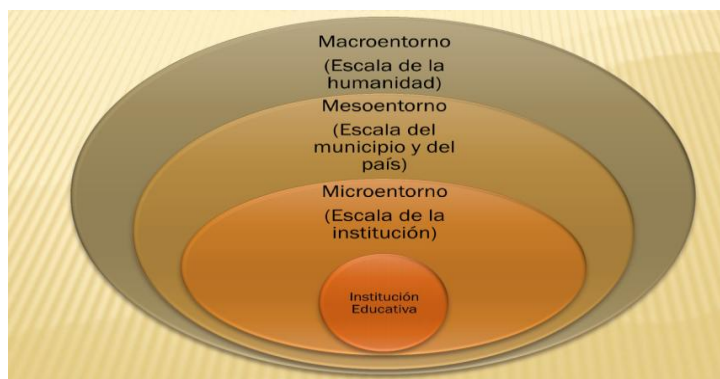 Macroentorno
(Escala de la
humanidad)
Mesoentorno
(Escala del
municipio y del
país)
Microentorno
(Escala de la
institución)
Institución
Educativa